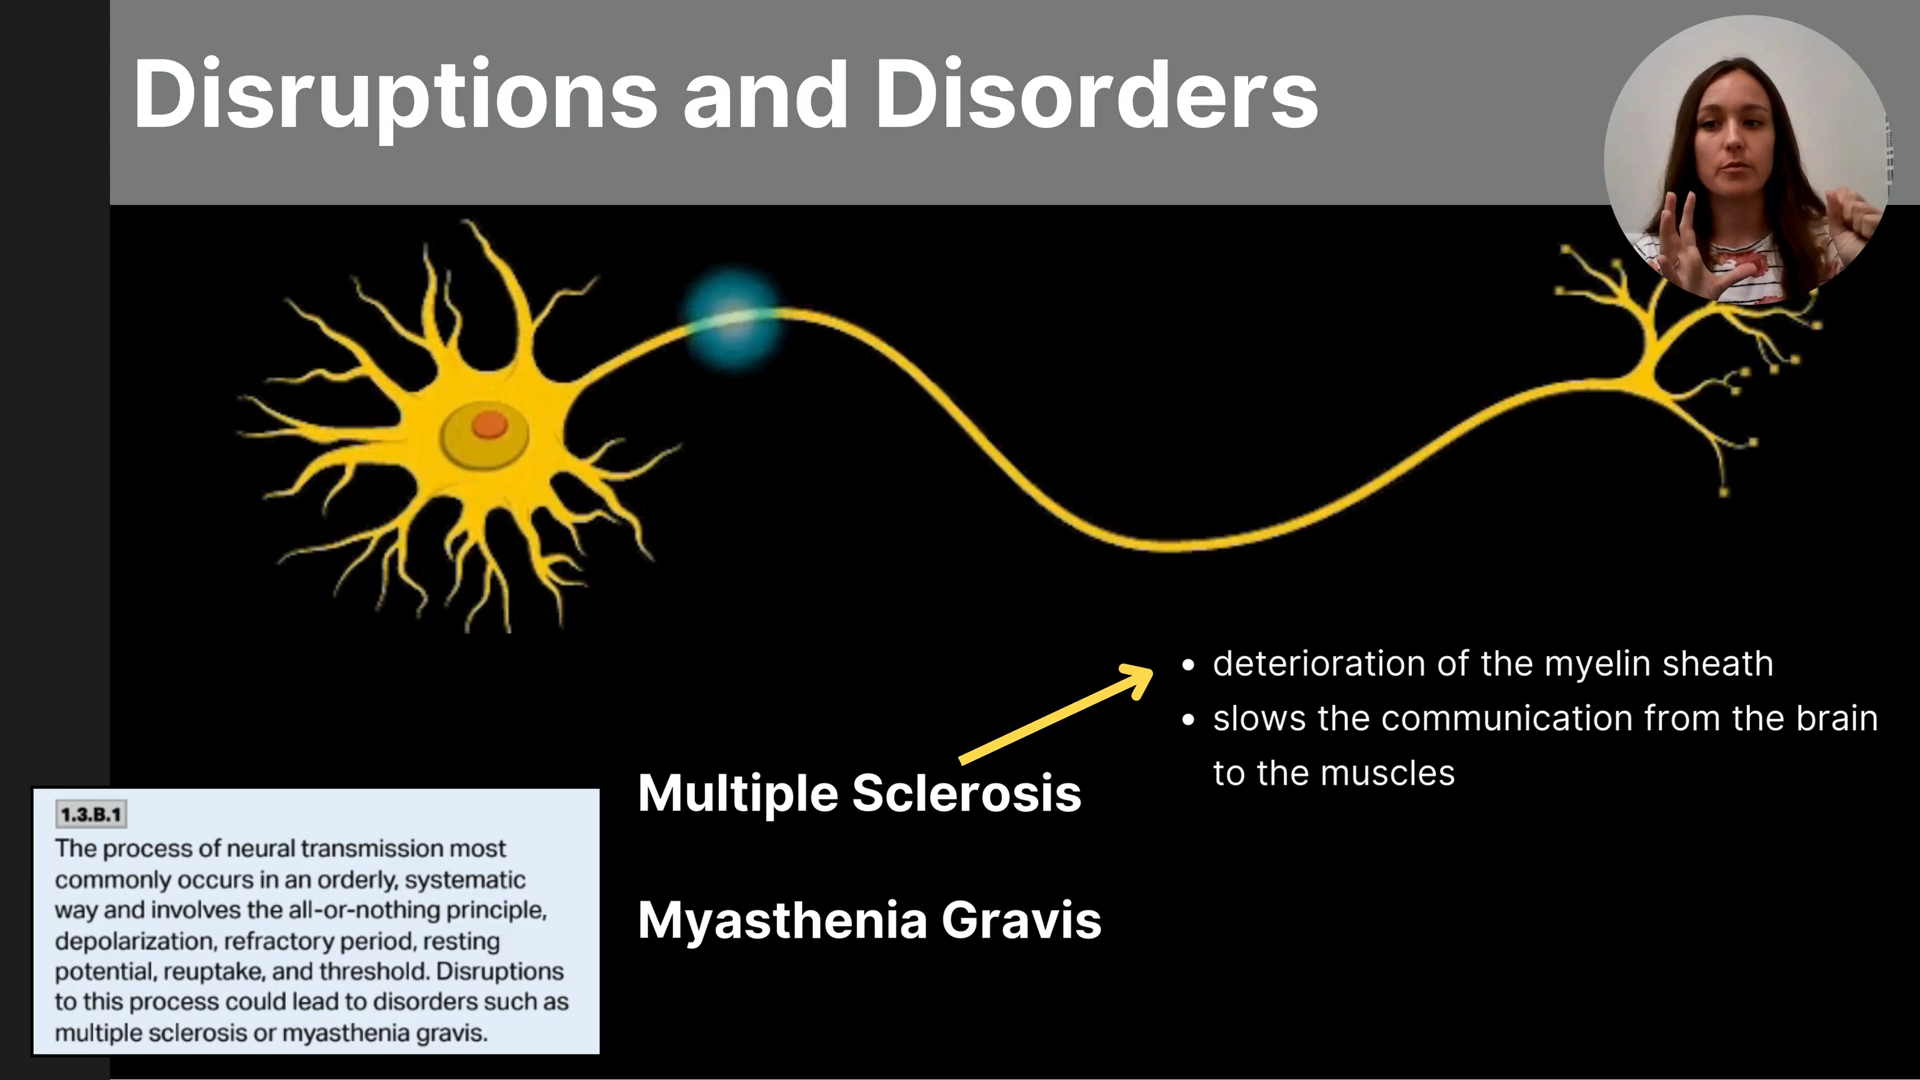 Disruptions and Disorders
• deterioration of the myelin sheath
• slows the communication from the brain
to the muscles
Multiple Sclerosis
Myasthenia Gravis
1.3.B.1
The process of neural transmission most
commonly occurs in an orderly, systematic
way and involves the all-or-nothing principle,
depolarization, refractory period, resting
potential, reuptake, and threshold. Disruptions
to this process could lead to disorders such as
multiple sclerosis or myasthenia gravis.